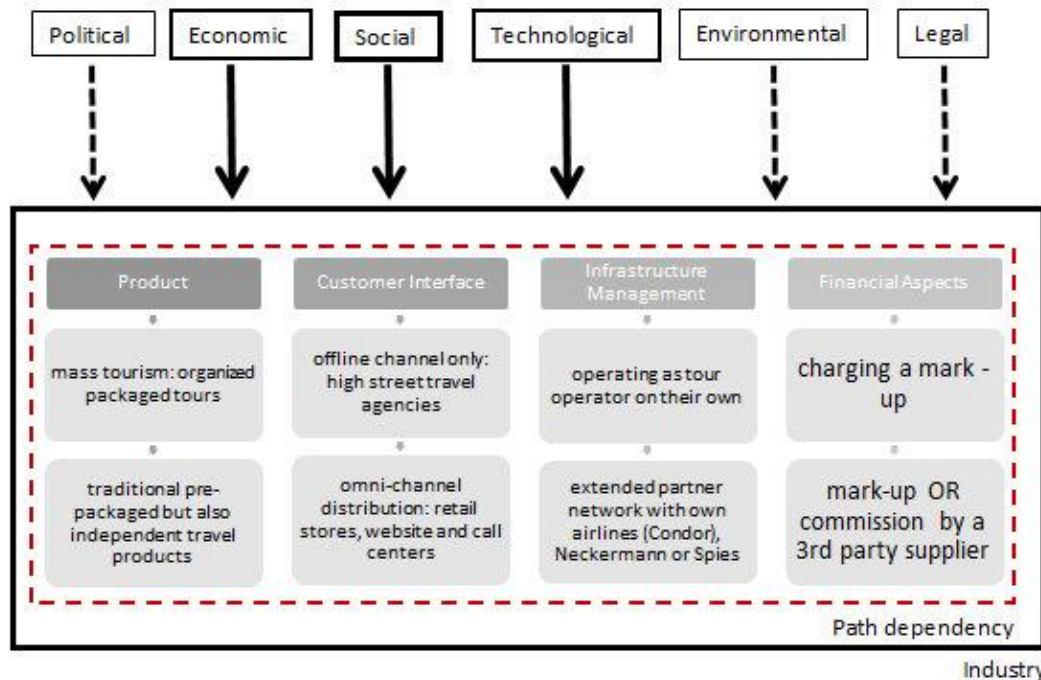 Political
Economic
Social
Technological
Environmental
Legal
Product
Customer Interface
Infrastructure
Management
Financial Aspects
mass tourism: organized
packaged tours
offline channel only:
high street travel
agencies
operating as tour
operator on their own
charging a mark -
up
traditional pre-
packaged but also
independent travel
products
omni-channel
distribution: retail
stores, website and call
centers
extended partner
network with own
airlines (Condor),
Neckermann or Spies
mark-up OR
commission by a
3rd party supplier
Path dependency
Industry